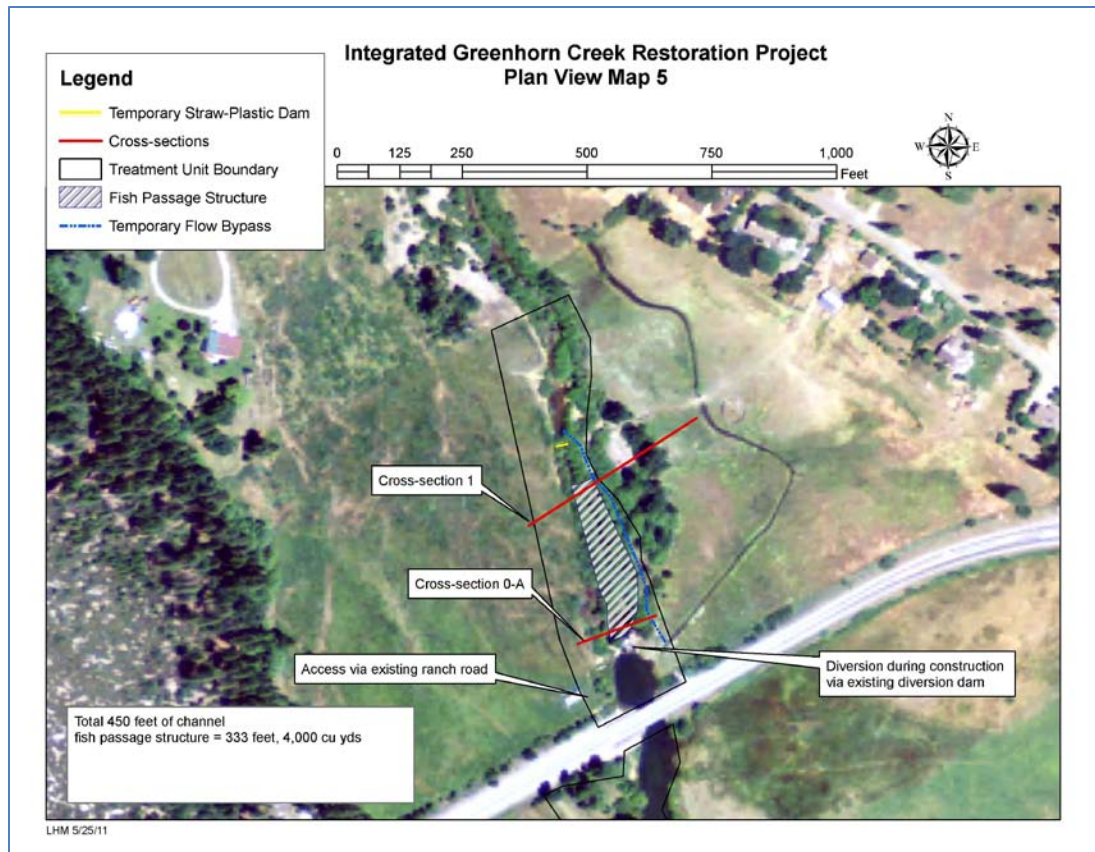 Integrated Greenhorn Creek Restoration Project
Plan View Map 5
Legend
Temporary Straw-Plastic Dam
Cross-sections
Treatment Unit Boundary
Fish Passage Structure
Temporary Flow Bypass
0 125 250 500 750 1,000
Feet
N
W E
S
Cross-section 1
Cross-section 0-A
Access via existing ranch road
Diversion during construction
via existing diversion dam
Total 450 feet of channel
fish passage structure = 333 feet, 4,000 cu yds
LHM 5/25/11